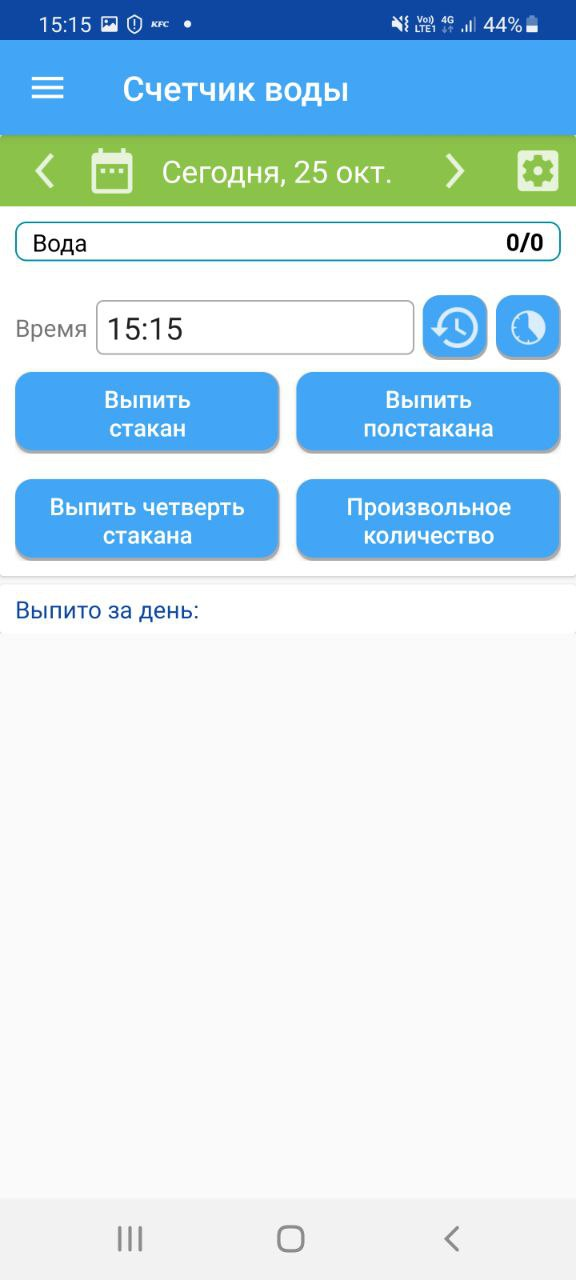 15:15 KFC Vo)) LTE1 4G 44%
Счетчик воды
Сегодня, 25 окт.
Вода 0/0
Время 15:15
Выпить
стакан
Выпить
полстакана
Выпить четверть
стакана
Произвольное
количество
Выпито за день: